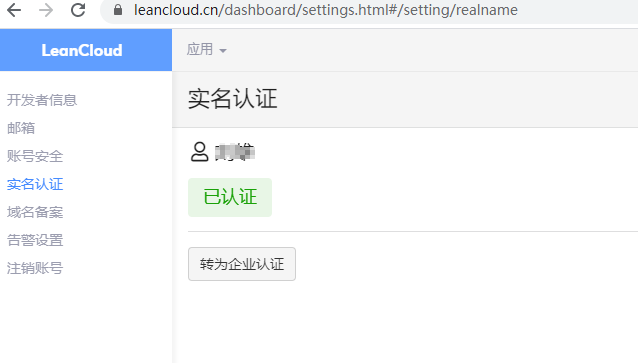 leancloud.cn/dashboard/settings.html#/setting/realname
LeanCloud
应用
开发者信息
邮箱
账号安全
实名认证
域名备案
告警设置
注销账号
实名认证
已认证
转为企业认证